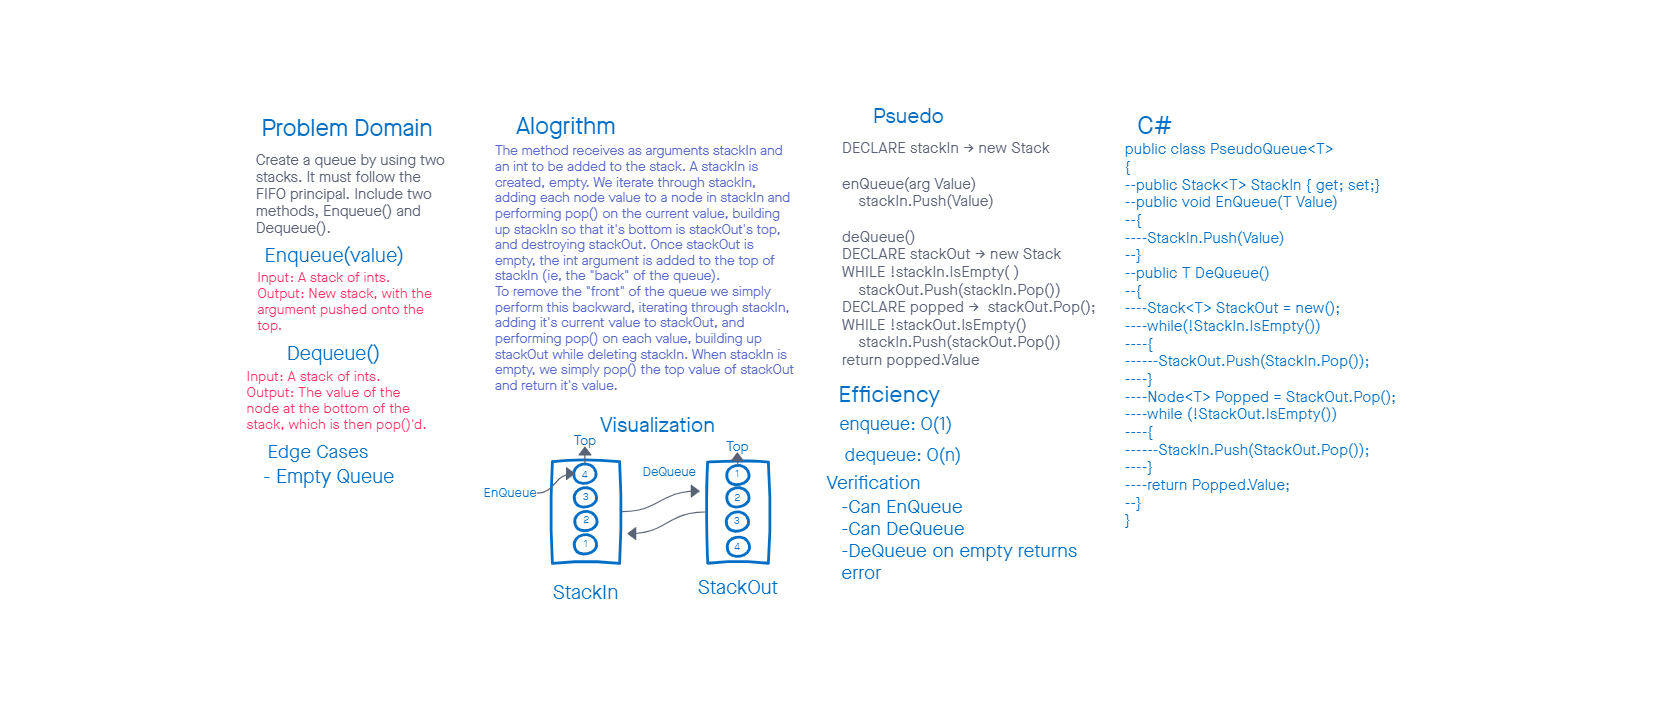 Problem Domain
Create a queue by using two
stacks. It must follow the
FIFO principal. Include two
methods, Enqueue() and
Dequeue().
Enqueue(value)
Input: A stack of ints.
Output: New stack, with the
argument pushed onto the
top.
Dequeue()
Input: A stack of ints.
Output: The value of the
node at the bottom of the
stack, which is then pop()'d.
Edge Cases
- Empty Queue
Alogrithm
The method receives as arguments stackIn and
an int to be added to the stack. A stackIn is
created, empty. We iterate through stackIn,
adding each node value to a node in stackIn and
performing pop() on the current value, building
up stackIn so that it's bottom is stackOut's top,
and destroying stackOut. Once stackOut is
empty, the int argument is added to the top of
stackIn (ie, the "back" of the queue).
To remove the "front" of the queue we simply
perform this backward, iterating through stackIn,
adding it's current value to stackOut, and
performing pop() on each value, building up
stackOut while deleting stackIn. When stackIn is
empty, we simply pop() the top value of stackOut
and return it's value.
Visualization
Top
EnQueue
4
3
2
1
StackIn
DeQueue
Top
1
2
3
4
StackOut
Psuedo
DECLARE stackIn → new Stack
enQueue(arg Value)
stackIn.Push(Value)
deQueue()
DECLARE stackOut → new Stack
WHILE !stackIn.IsEmpty( )
stackOut.Push(stackIn.Pop())
DECLARE popped → stackOut.Pop();
WHILE !stackOut.IsEmpty()
stackIn.Push(stackOut.Pop())
return popped.Value
Efficiency
enqueue: O(1)
dequeue: O(n)
Verification
-Can EnQueue
-Can DeQueue
-DeQueue on empty returns
error
C#
public class PseudoQueue<T>
{
--public Stack<T> StackIn { get; set;}
--public void EnQueue(T Value)
--{
----StackIn.Push(Value)
--}
--public T DeQueue()
--{
----Stack<T> StackOut = new();
----while(!StackIn.IsEmpty())
----{
------StackOut.Push(StackIn.Pop());
----}
----Node<T> Popped = StackOut.Pop();
----while (!StackOut.IsEmpty())
----{
------StackIn.Push(StackOut.Pop());
----}
----return Popped.Value;
--}
}